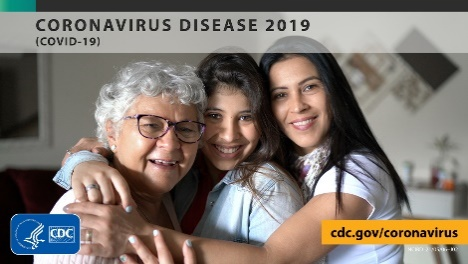 CORONAVIRUS DISEASE 2019
(COVID-19)
CDC
cdc.gov/coronavirus